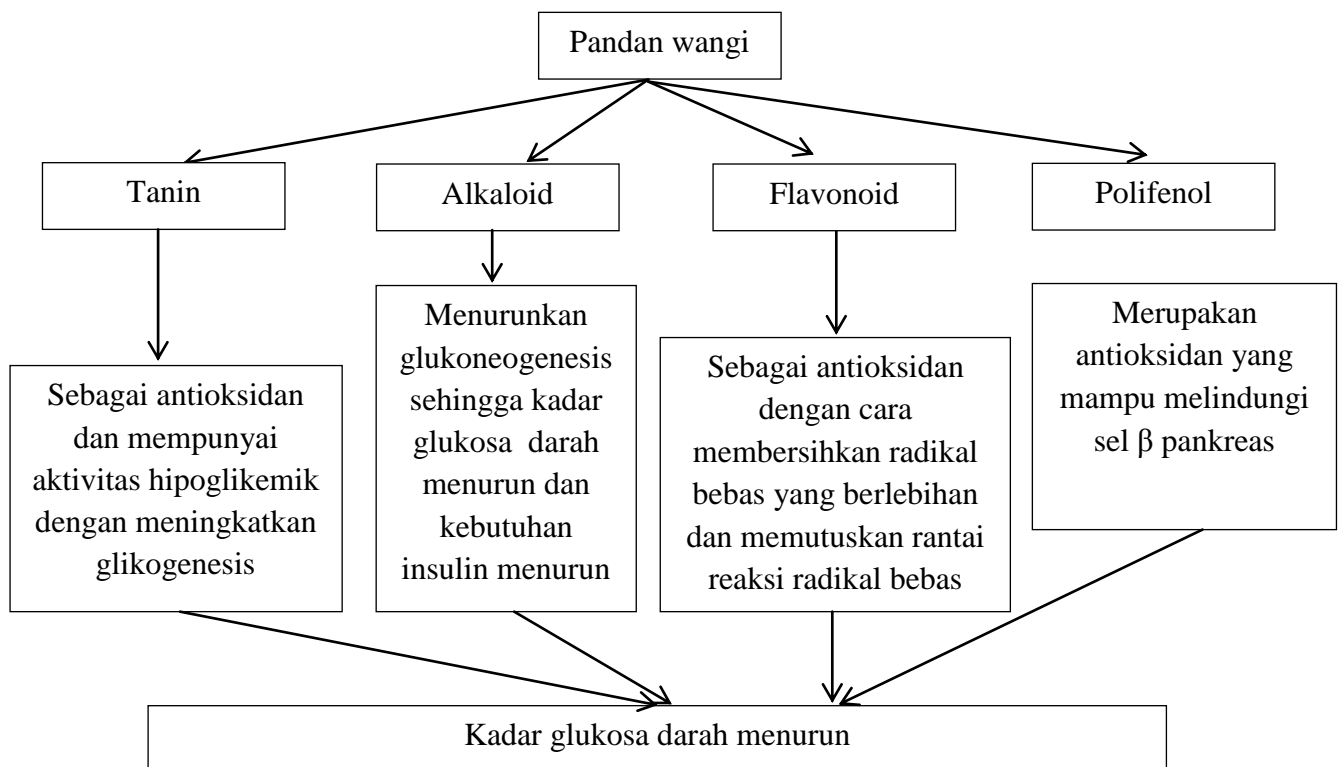 Pandan wangi
Tanin
Alkaloid
Flavonoid
Polifenol
Sebagai antioksidan
dan mempunyai
aktivitas hipoglikemik
dengan meningkatkan
glikogenesis
Menurunkan
glukoneogenesis
sehingga kadar
glukosa darah
menurun dan
kebutuhan
insulin menurun
Sebagai antioksidan
dengan cara
membersihkan radikal
bebas yang berlebihan
dan memutuskan rantai
reaksi radikal bebas
Merupakan
antioksidan yang
mampu melindungi
sel β pankreas
Kadar glukosa darah menurun